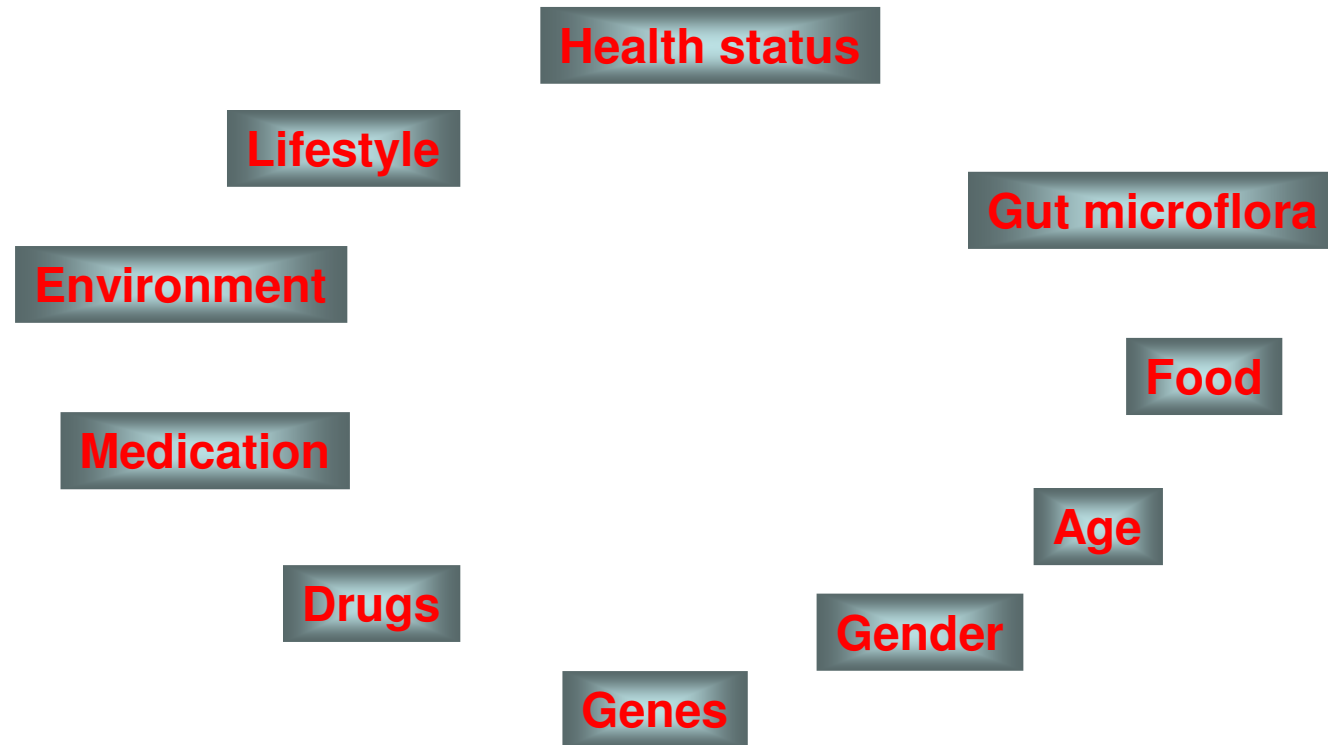 Health status
Lifestyle
Gut microflora
Environment
Food
Medication
Age
Drugs
Gender
Genes